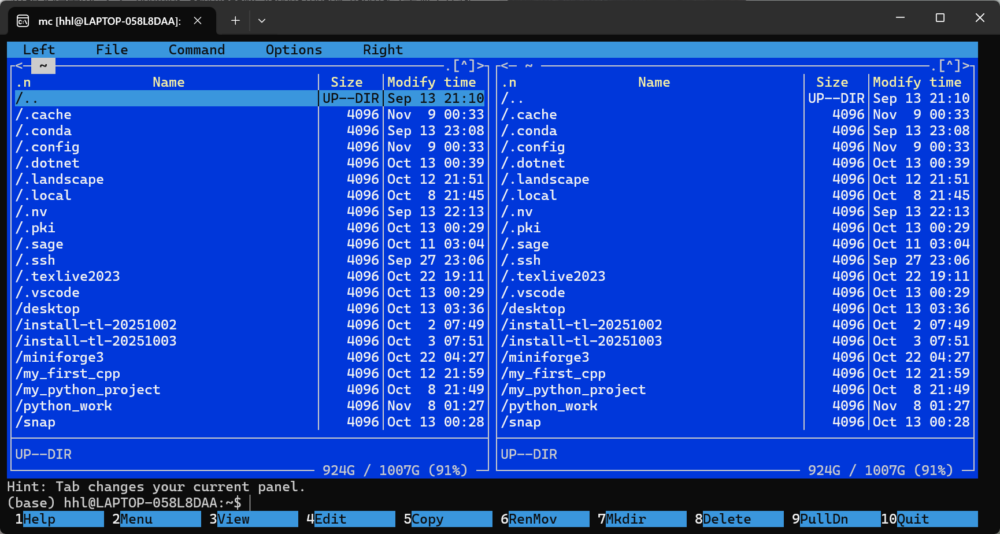 mc [hhl@LAPTOP-058L8DAA]:
Left File Command Options Right
<─ ~ ─.[^]> <─ ~ ─.[^]>
.n Name Size Modify time .n Name Size Modify time
/.. UP--DIR Sep 13 21:10 /.. UP--DIR Sep 13 21:10
/.cache 4096 Nov 9 00:33 /.cache 4096 Nov 9 00:33
/.conda 4096 Sep 13 23:08 /.conda 4096 Sep 13 23:08
/.config 4096 Nov 9 00:33 /.config 4096 Nov 9 00:33
/.dotnet 4096 Oct 13 00:39 /.dotnet 4096 Oct 13 00:39
/.landscape 4096 Oct 12 21:51 /.landscape 4096 Oct 12 21:51
/.local 4096 Oct 8 21:45 /.local 4096 Oct 8 21:45
/.nv 4096 Sep 13 22:13 /.nv 4096 Sep 13 22:13
/.pki 4096 Oct 13 00:29 /.pki 4096 Oct 13 00:29
/.sage 4096 Oct 11 03:04 /.sage 4096 Oct 11 03:04
/.ssh 4096 Sep 27 23:06 /.ssh 4096 Sep 27 23:06
/.texlive2023 4096 Oct 22 19:11 /.texlive2023 4096 Oct 22 19:11
/.vscode 4096 Oct 13 00:29 /.vscode 4096 Oct 13 00:29
/desktop 4096 Oct 13 03:36 /desktop 4096 Oct 13 03:36
/install-tl-20251002 4096 Oct 2 07:49 /install-tl-20251002 4096 Oct 2 07:49
/install-tl-20251003 4096 Oct 3 07:51 /install-tl-20251003 4096 Oct 3 07:51
/miniforge3 4096 Oct 22 04:27 /miniforge3 4096 Oct 22 04:27
/my_first_cpp 4096 Oct 12 21:59 /my_first_cpp 4096 Oct 12 21:59
/my_python_project 4096 Oct 8 21:49 /my_python_project 4096 Oct 8 21:49
/python_work 4096 Nov 8 01:27 /python_work 4096 Nov 8 01:27
/snap 4096 Oct 13 00:28 /snap 4096 Oct 13 00:28
UP--DIR UP--DIR
924G / 1007G (91%) 924G / 1007G (91%)
Hint: Tab changes your current panel.
(base) hhl@LAPTOP-058L8DAA:~$
1Help 2Menu 3View 4Edit 5Copy 6RenMov 7Mkdir 8Delete 9PullDn 10Quit